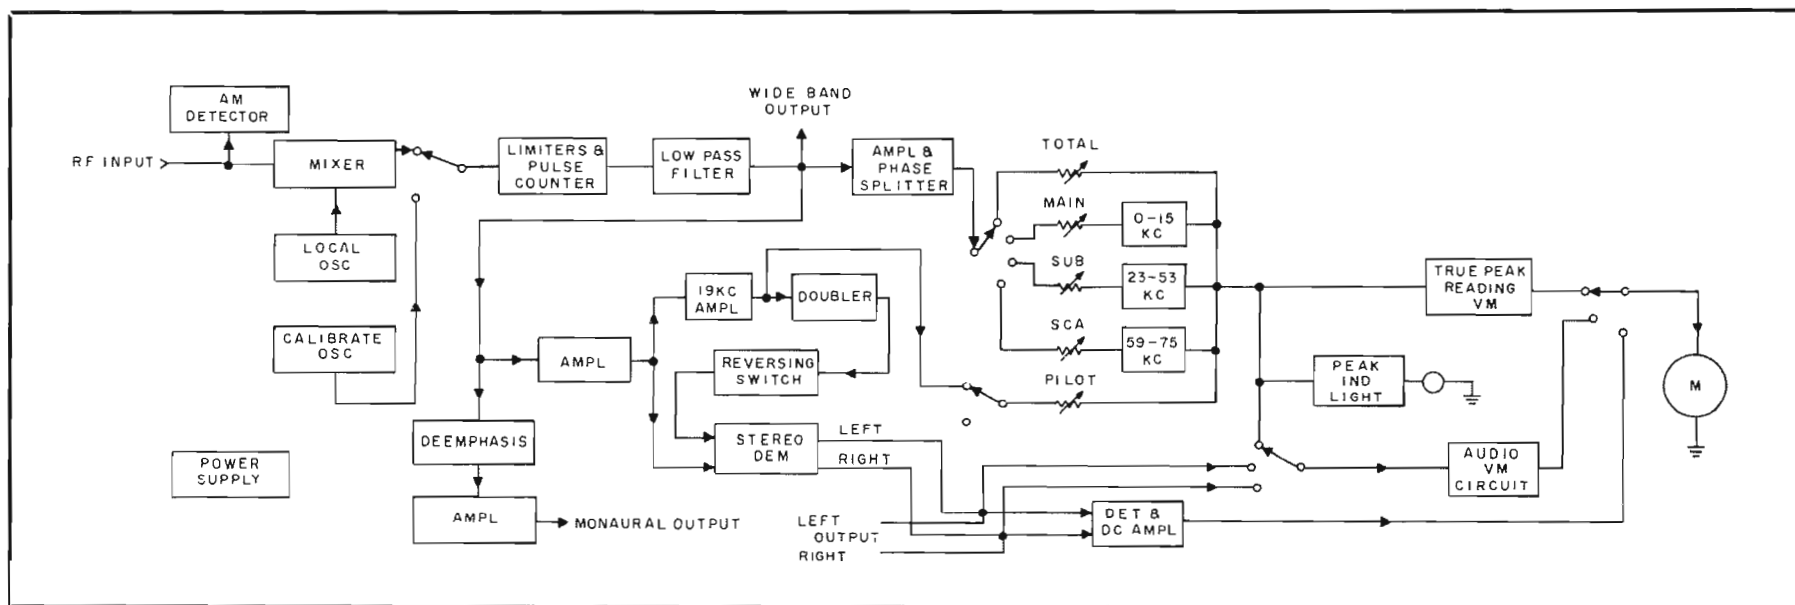 AM
DETECTOR
RF INPUT
MIXER
LOCAL
OSC
CALIBRATE
OSC
POWER
SUPPLY
LIMITERS &
PULSE
COUNTER
LOW PASS
FILTER
WIDE BAND
OUTPUT
AMPL &
PHASE
SPLITTER
TOTAL
MAIN
0-15
KC
SUB
23-53
KC
SCA
59-75
KC
PILOT
19KC
AMPL
DOUBLER
REVERSING
SWITCH
AMPL
DEEMPHASIS
AMPL
MONAURAL OUTPUT
STEREO
DEM
LEFT
RIGHT
LEFT
OUTPUT
RIGHT
DET &
DC AMPL
TRUE PEAK
READING
VM
PEAK
IND
LIGHT
AUDIO
VM
CIRCUIT
M